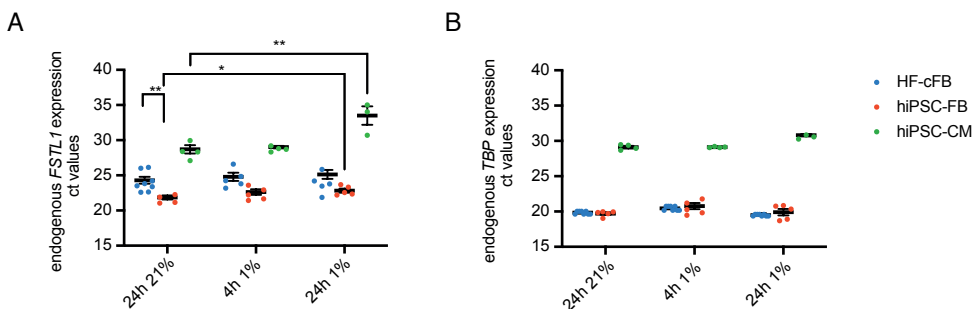 A
endogenous FSTL1 expression
ct values
40
35
30
25
20
15
**
*
**
24h 21%
4h 1%
24h 1%
B
endogenous TBP expression
ct values
40
35
30
25
20
15
24h 21%
4h 1%
24h 1%
HF-cFB
hiPSC-FB
hiPSC-CM